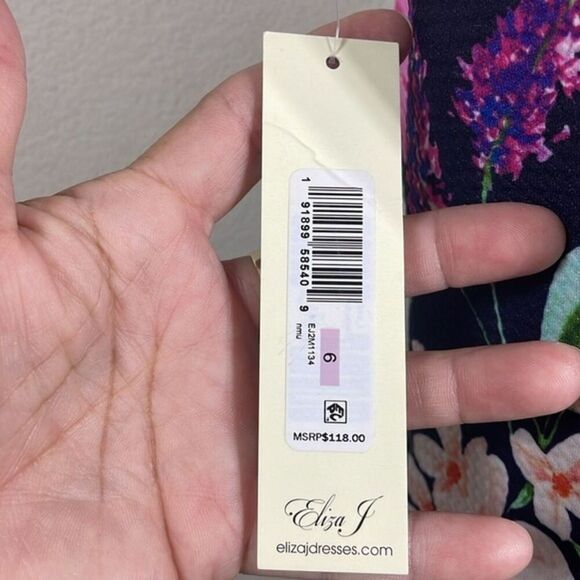 1 91899 58540 9
EJ2M1134
nmu
6
MSRP$118.00
Eliza J
elizajdresses.com